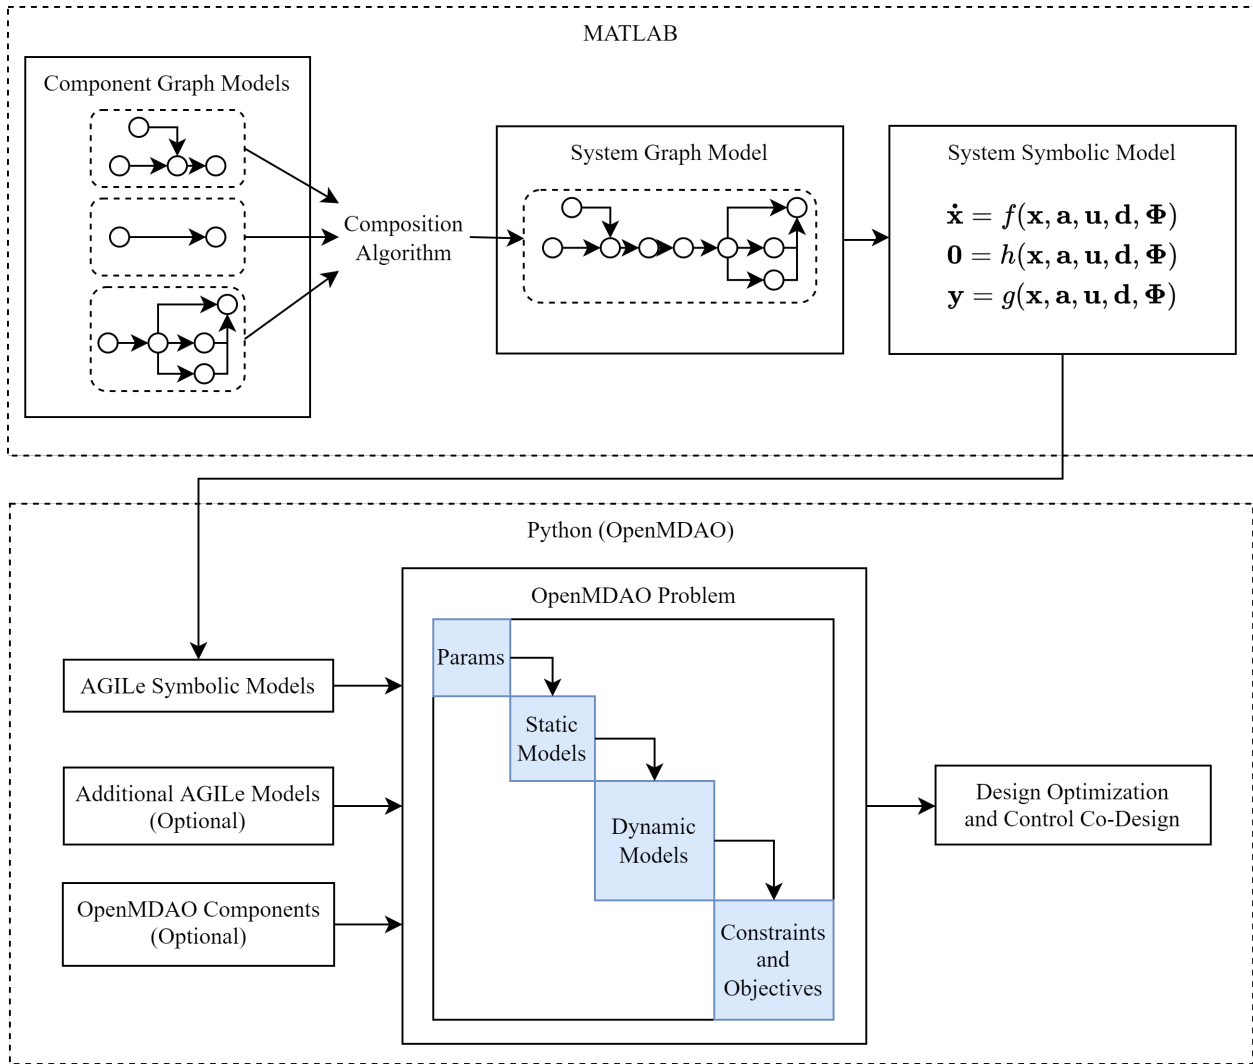 MATLAB
Component Graph Models
Composition
Algorithm
System Graph Model
System Symbolic Model
ẋ = f(x, a, u, d, Φ)
0 = h(x, a, u, d, Φ)
y = g(x, a, u, d, Φ)
Python (OpenMDAO)
AGILe Symbolic Models
Additional AGILe Models
(Optional)
OpenMDAO Components
(Optional)
OpenMDAO Problem
Params
Static
Models
Dynamic
Models
Constraints
and
Objectives
Design Optimization
and Control Co-Design